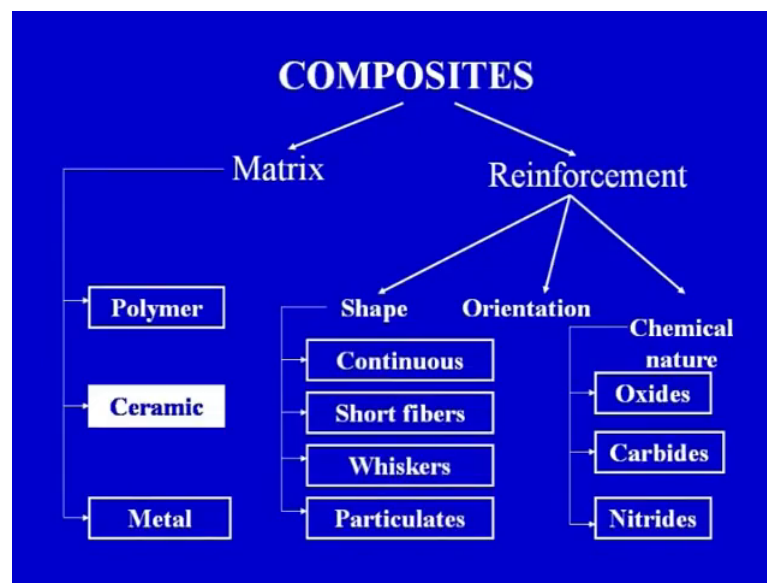 COMPOSITES
Matrix
Reinforcement
Polymer
Ceramic
Metal
Shape
Continuous
Short fibers
Whiskers
Particulates
Orientation
Chemical
nature
Oxides
Carbides
Nitrides